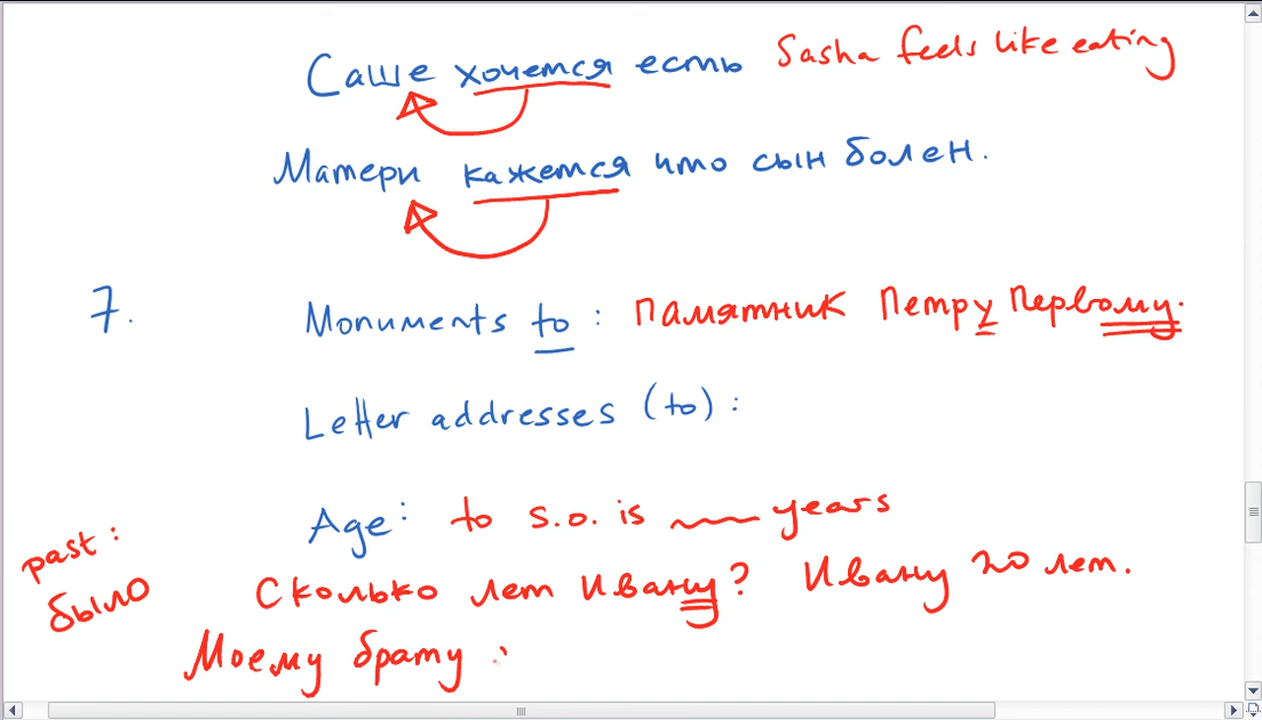 Саше хочется есть Sasha feels like eating
Матери кажется что сын болен.
7. Monuments to : Памятник Петру Первому.
Letter addresses (to) :
Age : to s.o. is ___ years
past :
было
Сколько лет Ивану? Ивану 20 лет.
Моему брату